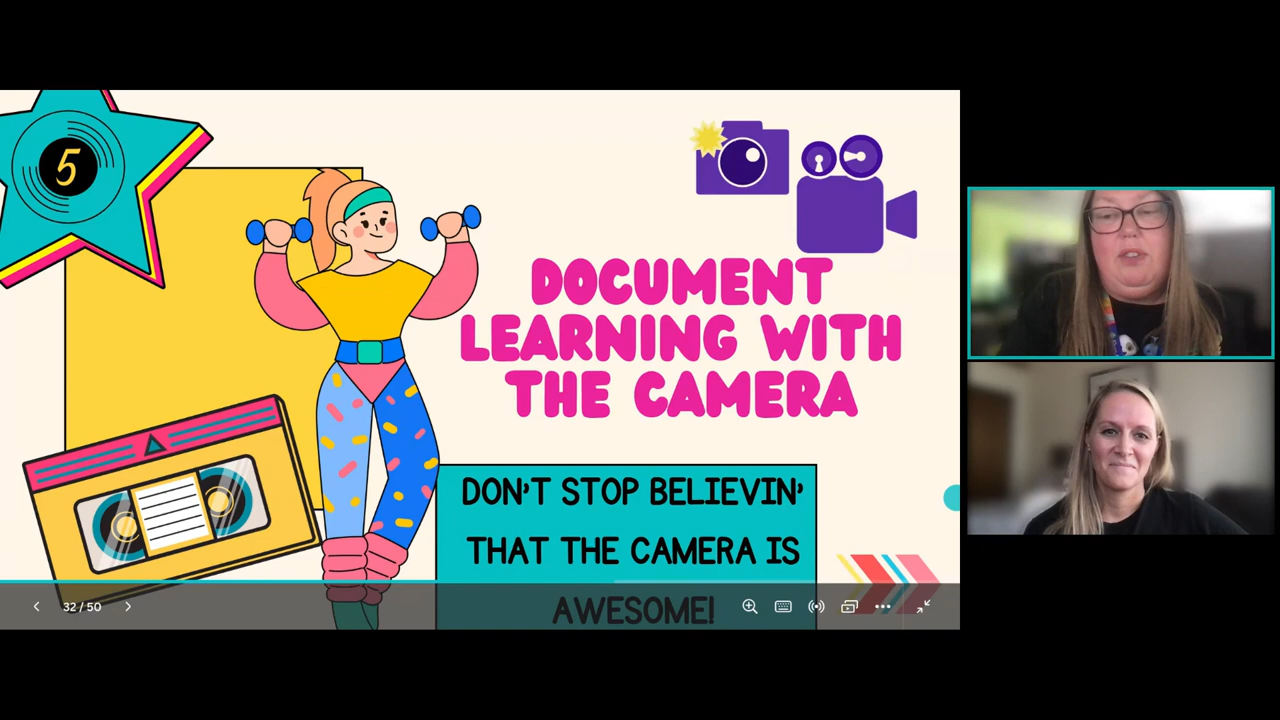 5
DOCUMENT
LEARNING WITH
THE CAMERA
DON'T STOP BELIEVIN'
THAT THE CAMERA IS
AWESOME!
32 / 50